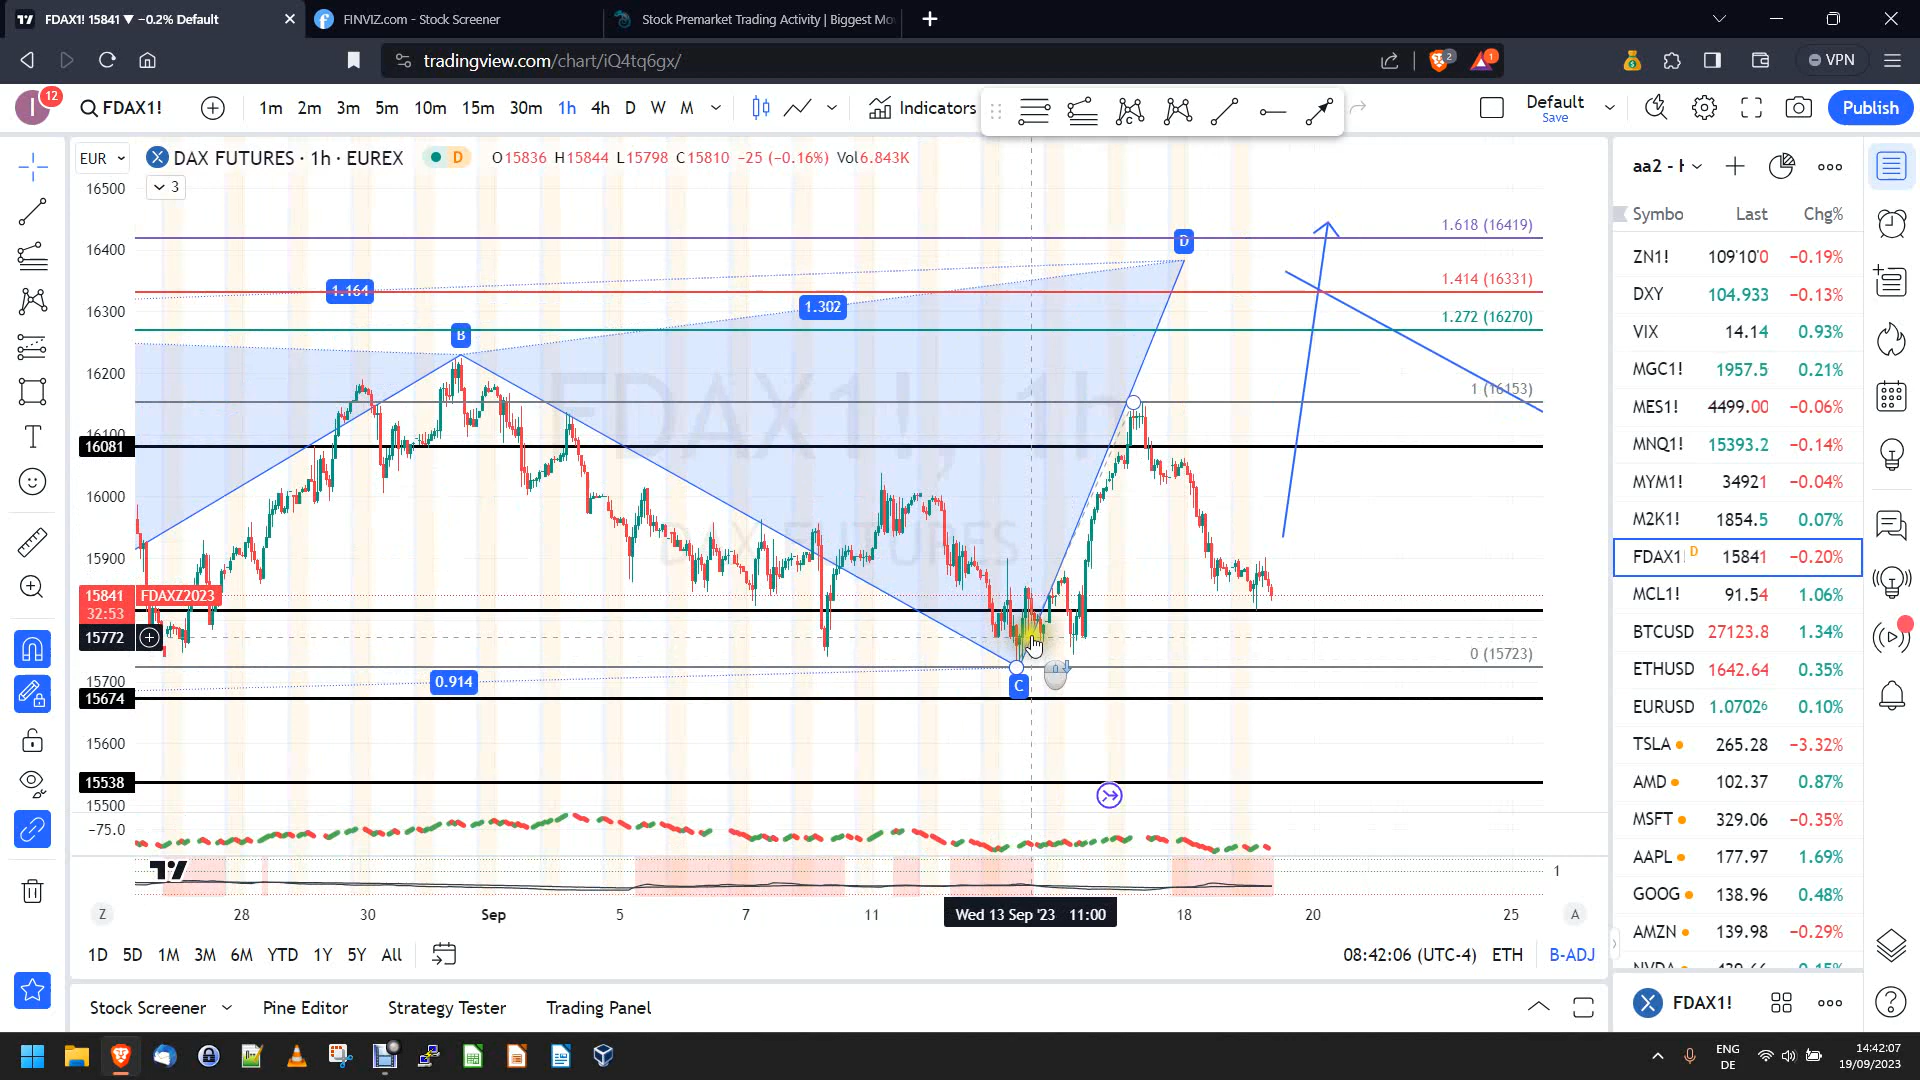 FDAX1! 15841 ▼ −0.2% Default
FINVIZ.com - Stock Screener
Stock Premarket Trading Activity | Biggest Mo
tradingview.com/chart/iQ4tq6gx/
2
1
VPN
I
12
FDAX1!
1m 2m 3m 5m 10m 15m 30m 1h 4h D W M
Indicators
Default
Save
Publish
EUR
DAX FUTURES · 1h · EUREX
D
O15836 H15844 L15798 C15810 −25 (−0.16%) Vol6.843K
3
16500
16400
16300
16200
16100
16081
16000
15900
15841
32:53
FDAXZ2023
15772
15700
15674
15600
15538
15500
−75.0
1.618 (16419)
1.414 (16331)
1.272 (16270)
1 (16153)
0 (15723)
1.164
1.302
0.914
B
C
D
FDAX1!, 1h
DAX FUTURES
1
Z
28 30 Sep 5 7 11 Wed 13 Sep '23 11:00 18 20 25
A
1D 5D 1M 3M 6M YTD 1Y 5Y All
08:42:06 (UTC-4) ETH B-ADJ
Stock Screener Pine Editor Strategy Tester Trading Panel
aa2 - H
Symbo Last Chg%
ZN1! 109'10'0 −0.19%
DXY 104.933 −0.13%
VIX 14.14 0.93%
MGC1! 1957.5 0.21%
MES1! 4499.00 −0.06%
MNQ1! 15393.2 −0.14%
MYM1! 34921 −0.04%
M2K1! 1854.5 0.07%
FDAX1! D 15841 −0.20%
MCL1! 91.54 1.06%
BTCUSD 27123.8 1.34%
ETHUSD 1642.64 0.35%
EURUSD 1.07026 0.10%
TSLA 265.28 −3.32%
AMD 102.37 0.87%
MSFT 329.06 −0.35%
AAPL 177.97 1.69%
GOOG 138.96 0.48%
AMZN 139.98 −0.29%
FDAX1!
ENG
DE
14:42:07
19/09/2023